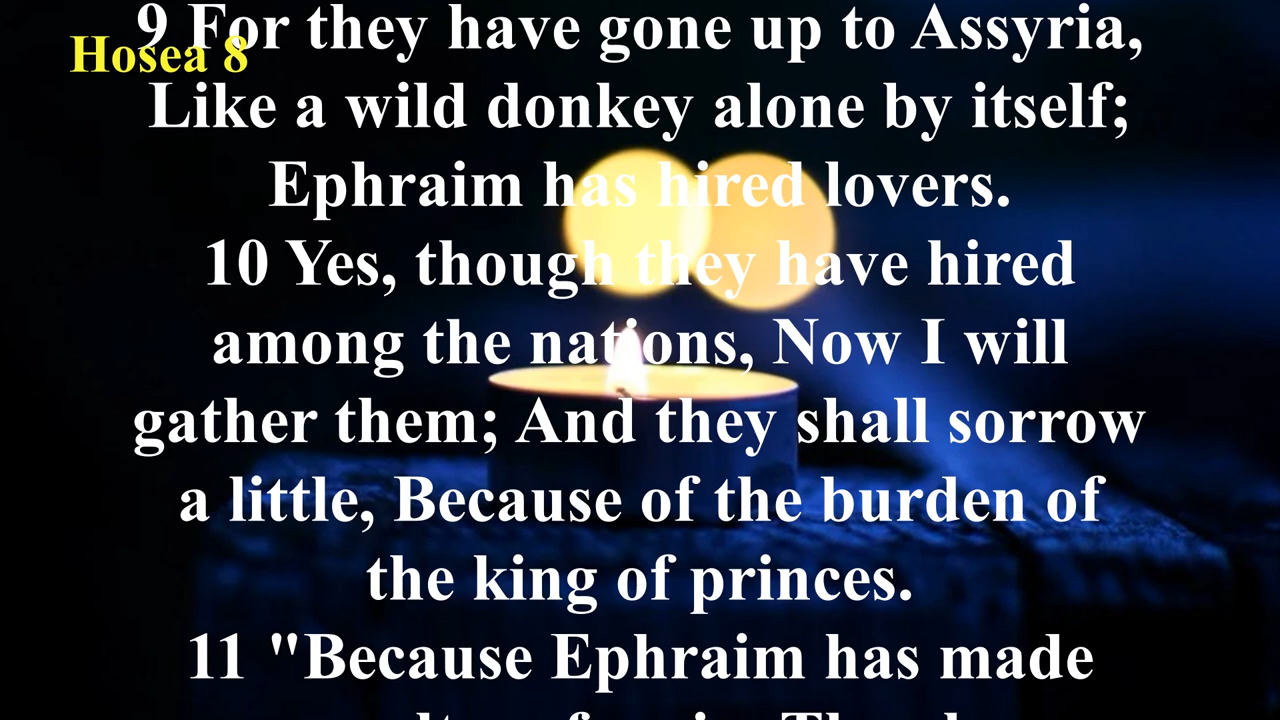 Hosea 8
9 For they have gone up to Assyria,
Like a wild donkey alone by itself;
Ephraim has hired lovers.
10 Yes, though they have hired
among the nations, Now I will
gather them; And they shall sorrow
a little, Because of the burden of
the king of princes.
11 "Because Ephraim has made